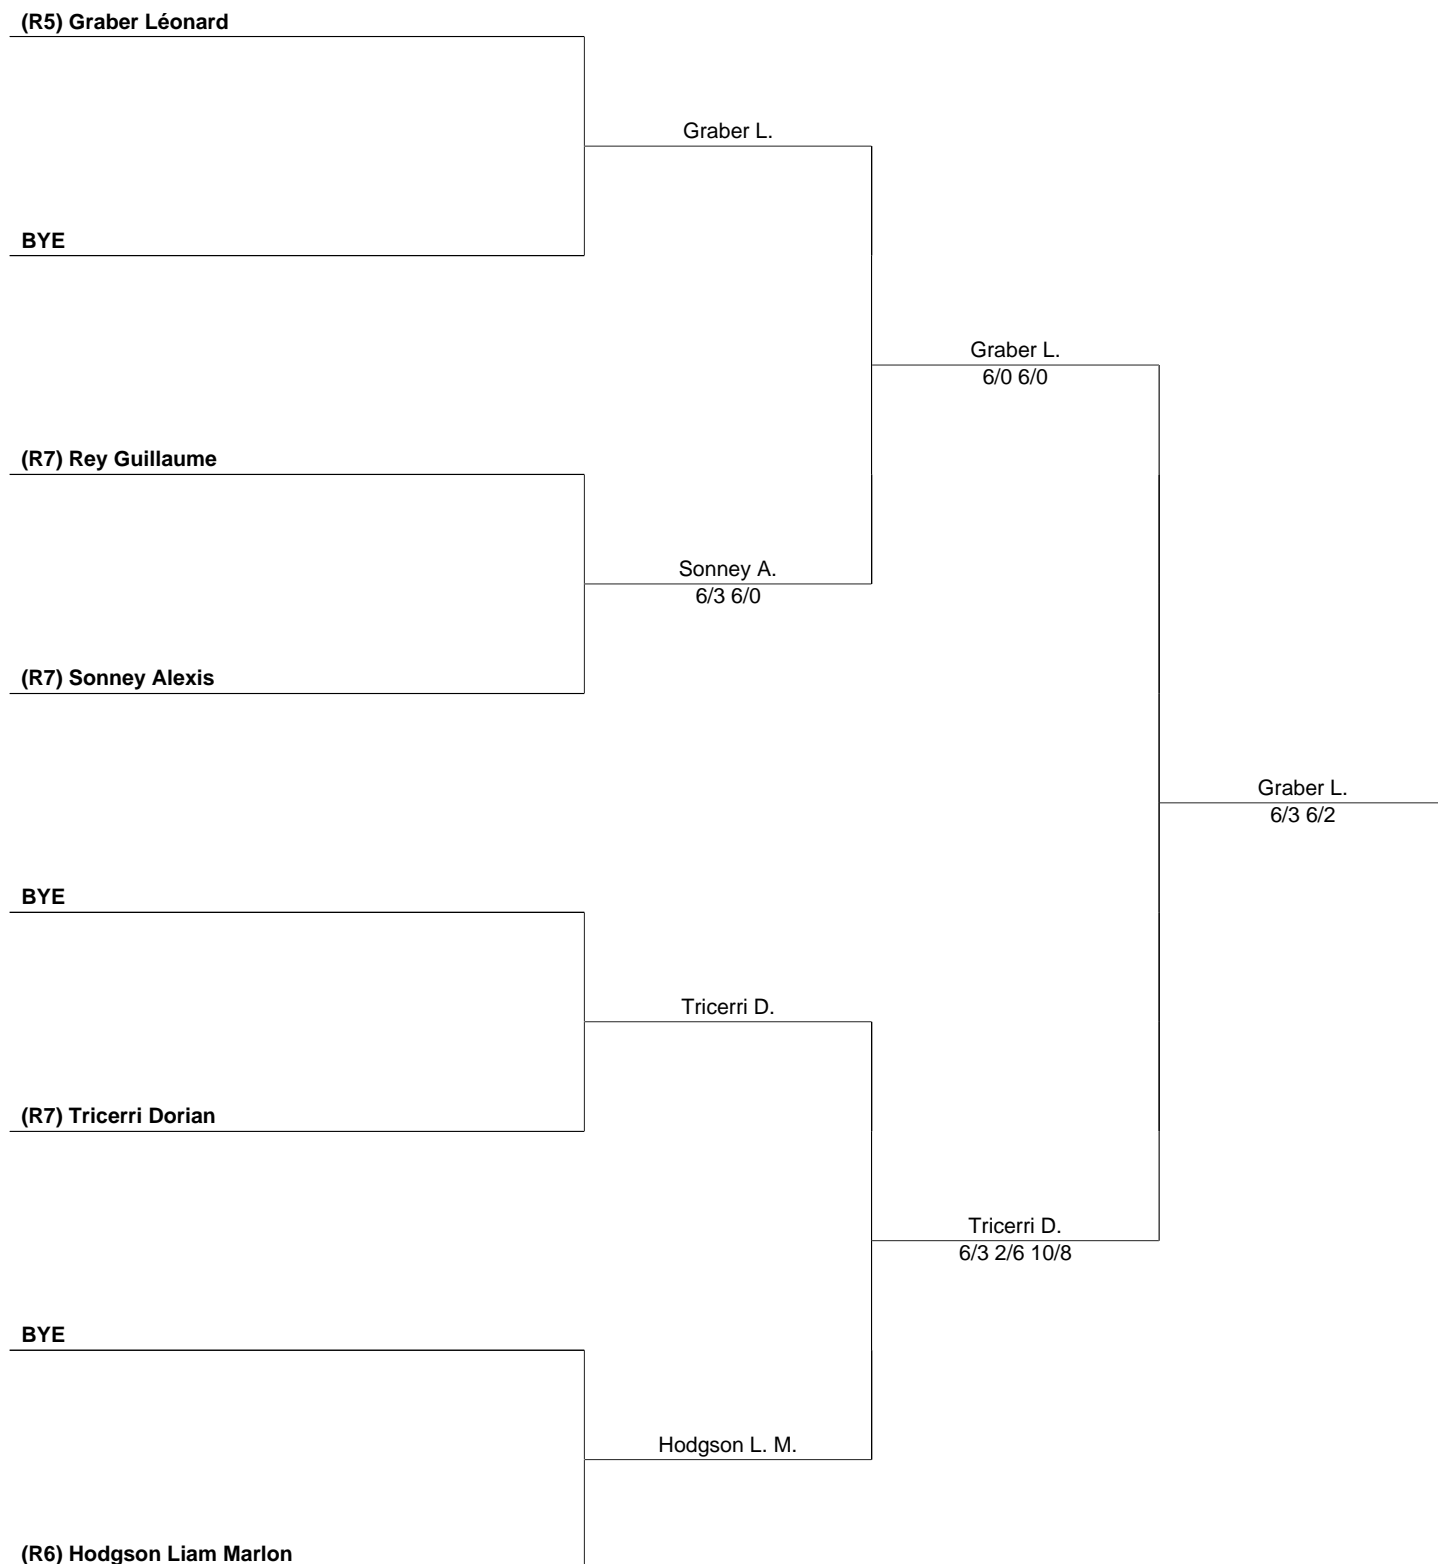 (R5) Graber Léonard
Graber L.
BYE
Graber L.
6/0 6/0
(R7) Rey Guillaume
Sonney A.
6/3 6/0
(R7) Sonney Alexis
Graber L.
6/3 6/2
BYE
Tricerri D.
(R7) Tricerri Dorian
Tricerri D.
6/3 2/6 10/8
BYE
Hodgson L. M.
(R6) Hodgson Liam Marlon